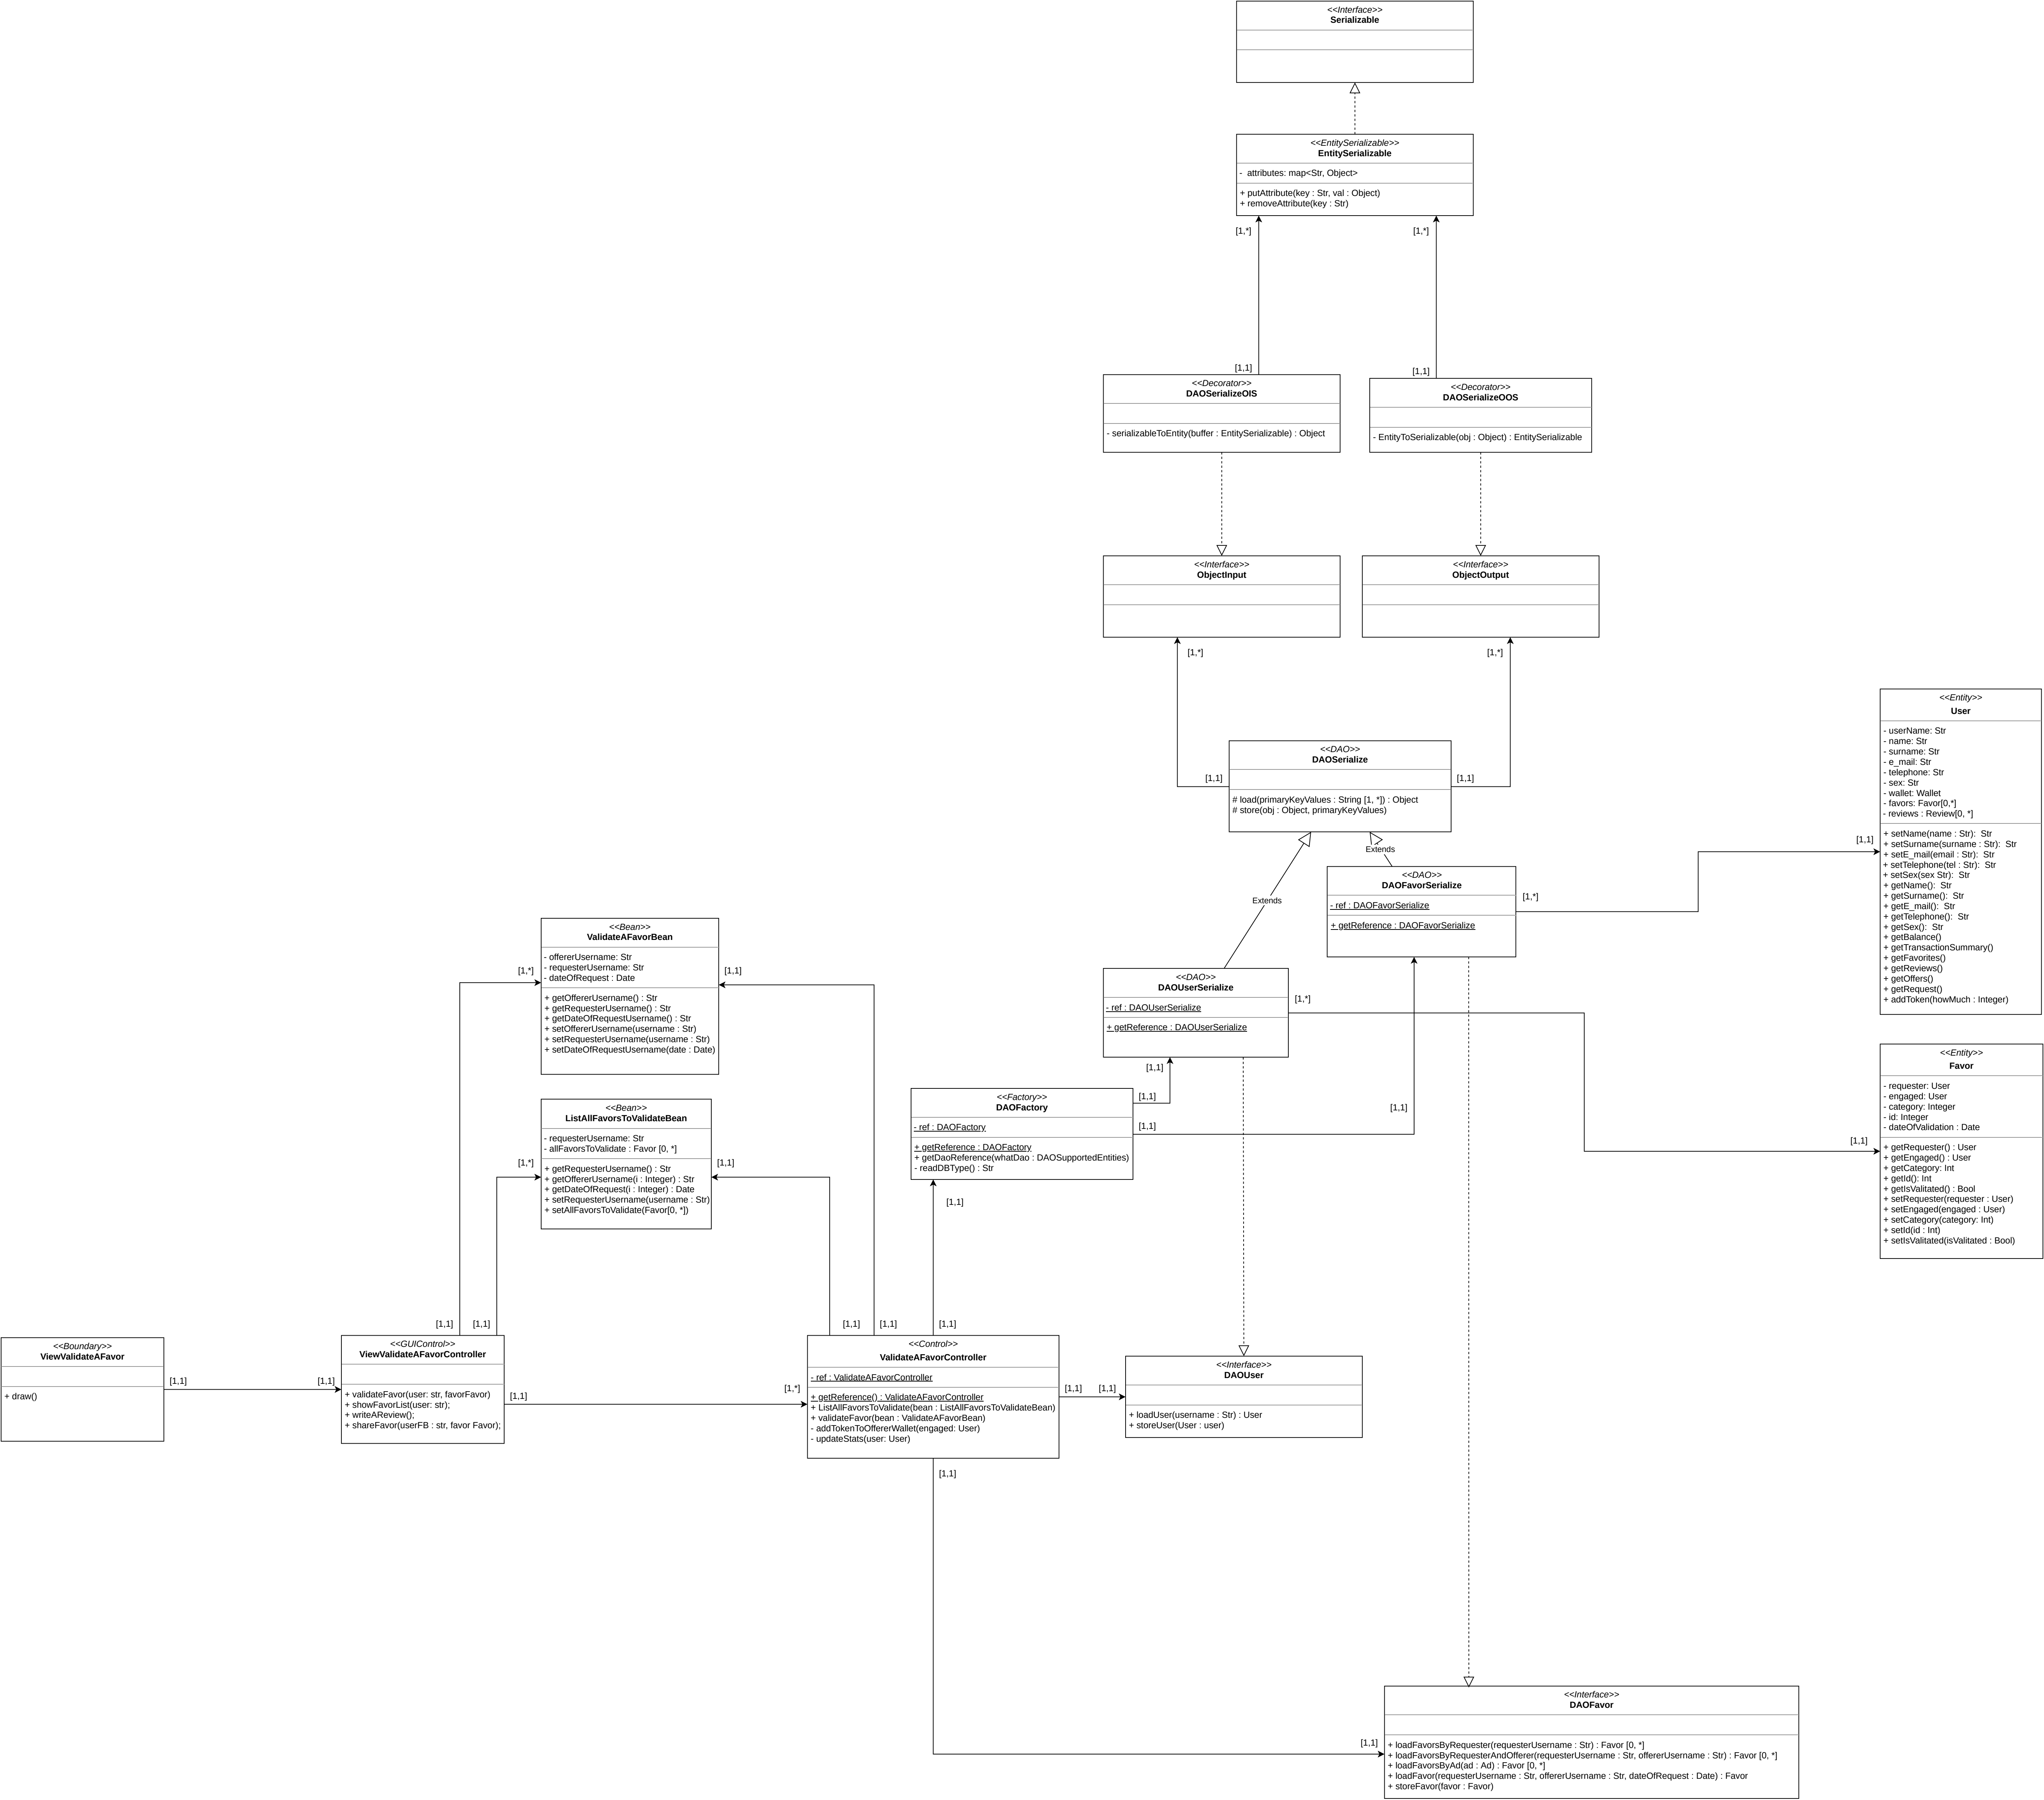 <<Interface>>
Serializable
<<EntitySerializable>>
EntitySerializable
-  attributes: map<Str, Object>
+ putAttribute(key : Str, val : Object)
+ removeAttribute(key : Str)
[1,*]
[1,*]
[1,1]
[1,1]
<<Decorator>>
DAOSerializeOIS
- serializableToEntity(buffer : EntitySerializable) : Object
<<Decorator>>
DAOSerializeOOS
- EntityToSerializable(obj : Object) : EntitySerializable
<<Interface>>
ObjectInput
<<Interface>>
ObjectOutput
[1,*]
[1,*]
[1,1]
[1,1]
<<DAO>>
DAOSerialize
# load(primaryKeyValues : String [1, *]) : Object
# store(obj : Object, primaryKeyValues)
Extends
Extends
<<Entity>>
User
- userName: Str
- name: Str
- surname: Str
- e_mail: Str
- telephone: Str
- sex: Str
- wallet: Wallet
- favors: Favor[0,*]
- reviews : Review[0, *]
+ setName(name : Str):  Str
+ setSurname(surname : Str):  Str
+ setE_mail(email : Str):  Str
+ setTelephone(tel : Str):  Str
+ setSex(sex Str):  Str
+ getName():  Str
+ getSurname():  Str
+ getE_mail():  Str
+ getTelephone():  Str
+ getSex():  Str
+ getBalance()
+ getTransactionSummary()
+ getFavorites()
+ getReviews()
+ getOffers()
+ getRequest()
+ addToken(howMuch : Integer)
[1,1]
<<DAO>>
DAOFavorSerialize
- ref : DAOFavorSerialize
+ getReference : DAOFavorSerialize
[1,*]
<<DAO>>
DAOUserSerialize
- ref : DAOUserSerialize
+ getReference : DAOUserSerialize
[1,*]
[1,1]
<<Entity>>
Favor
- requester: User
- engaged: User
- category: Integer
- id: Integer
- dateOfValidation : Date
+ getRequester() : User
+ getEngaged() : User
+ getCategory: Int
+ getId(): Int
+ getIsValitated() : Bool
+ setRequester(requester : User)
+ setEngaged(engaged : User)
+ setCategory(category: Int)
+ setId(id : Int)
+ setIsValitated(isValitated : Bool)
[1,1]
<<Bean>>
ValidateAFavorBean
- offererUsername: Str
- requesterUsername: Str
- dateOfRequest : Date
+ getOffererUsername() : Str
+ getRequesterUsername() : Str
+ getDateOfRequestUsername() : Str
+ setOffererUsername(username : Str)
+ setRequesterUsername(username : Str)
+ setDateOfRequestUsername(date : Date)
[1,*]
[1,1]
<<Bean>>
ListAllFavorsToValidateBean
- requesterUsername: Str
- allFavorsToValidate : Favor [0, *]
+ getRequesterUsername() : Str
+ getOffererUsername(i : Integer) : Str
+ getDateOfRequest(i : Integer) : Date
+ setRequesterUsername(username : Str)
+ setAllFavorsToValidate(Favor[0, *])
[1,*]
[1,1]
<<Factory>>
DAOFactory
- ref : DAOFactory
+ getReference : DAOFactory
+ getDaoReference(whatDao : DAOSupportedEntities)
- readDBType() : Str
[1,1]
[1,1]
[1,1]
[1,1]
<<Boundary>>
ViewValidateAFavor
+ draw()
[1,1]
[1,1]
[1,1]
[1,1]
<<GUIControl>>
ViewValidateAFavorController
+ validateFavor(user: str, favorFavor)
+ showFavorList(user: str);
+ writeAReview();
+ shareFavor(userFB : str, favor Favor);
[1,1]
[1,*]
[1,1]
[1,1]
[1,1]
<<Control>>
ValidateAFavorController
- ref : ValidateAFavorController
+ getReference() : ValidateAFavorController
+ ListAllFavorsToValidate(bean : ListAllFavorsToValidateBean)
+ validateFavor(bean : ValidateAFavorBean)
- addTokenToOffererWallet(engaged: User)
- updateStats(user: User)
[1,1]
[1,1]
[1,1]
<<Interface>>
DAOUser
+ loadUser(username : Str) : User
+ storeUser(User : user)
[1,1]
<<Interface>>
DAOFavor
+ loadFavorsByRequester(requesterUsername : Str) : Favor [0, *]
+ loadFavorsByRequesterAndOfferer(requesterUsername : Str, offererUsername : Str) : Favor [0, *]
+ loadFavorsByAd(ad : Ad) : Favor [0, *]
+ loadFavor(requesterUsername : Str, offererUsername : Str, dateOfRequest : Date) : Favor
+ storeFavor(favor : Favor)